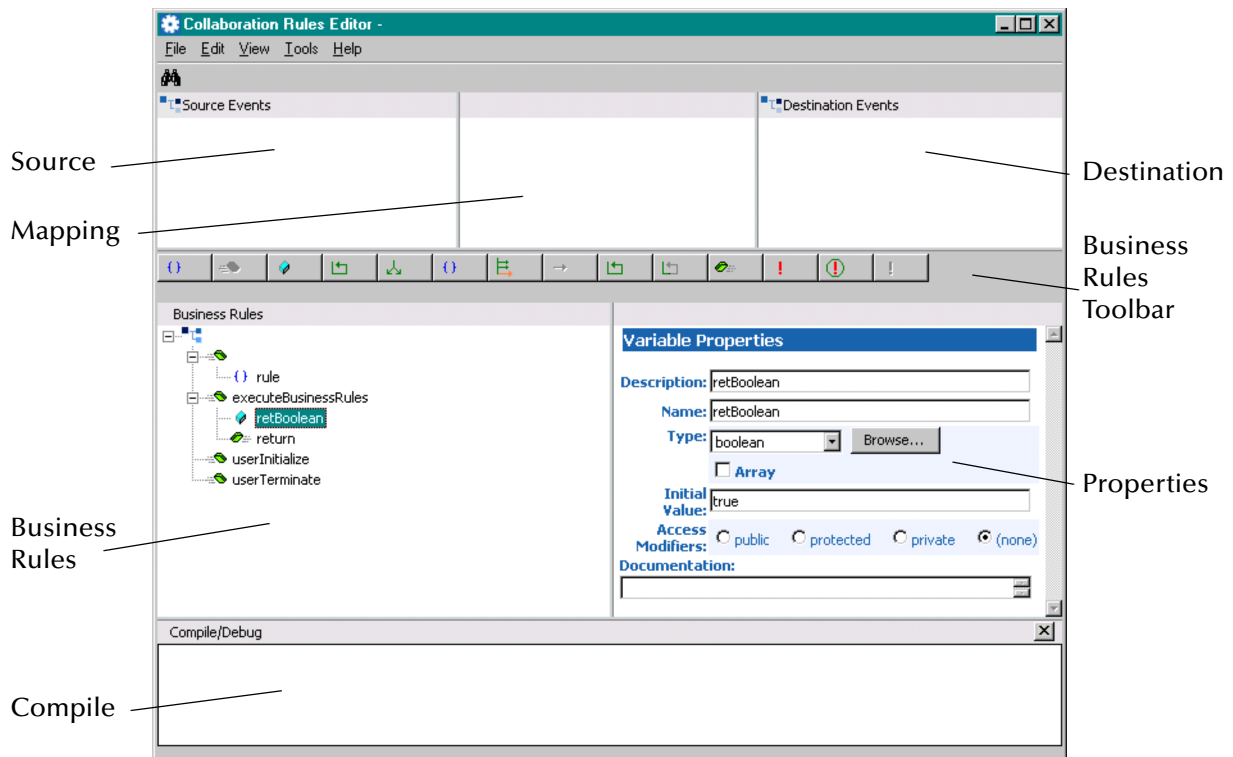 Collaboration Rules Editor -
File Edit View Tools Help
Source Events
Destination Events
Source
Destination
Mapping
Business
Rules
Toolbar
{} {} ! ! !
Business Rules
{} rule
executeBusinessRules
retBoolean
return
userInitialize
userTerminate
Variable Properties
Description: retBoolean
Name: retBoolean
Type: boolean Browse...
Array
Initial
Value: true
Access
Modifiers: public protected private (none)
Documentation:
Properties
Business
Rules
Compile/Debug
Compile